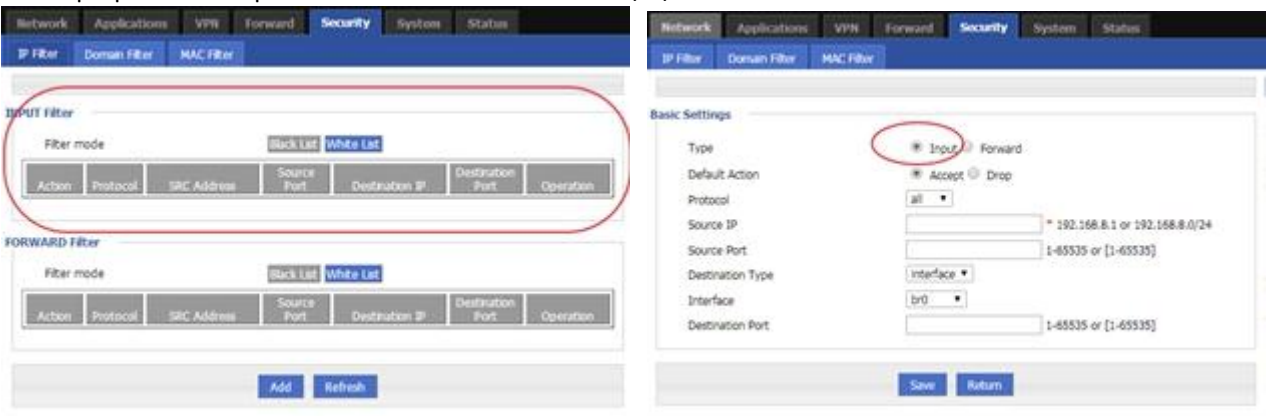 Network Applications VPN Forward Security System Status
IP Filter Domain Filter MAC Filter
INPUT Filter
Filter mode Black List White List
Action Protocol SRC Address Source Port Destination IP Destination Port Operation
FORWARD Filter
Filter mode Black List White List
Action Protocol SRC Address Source Port Destination IP Destination Port Operation
Add Refresh
Network Applications VPN Forward Security System Status
IP Filter Domain Filter MAC Filter
Basic Settings
Type Input Forward
Default Action Accept Drop
Protocol all
Source IP * 192.168.8.1 or 192.168.8.0/24
Source Port 1-65535 or [1-65535]
Destination Type interface
Interface br0
Destination Port 1-65535 or [1-65535]
Save Return